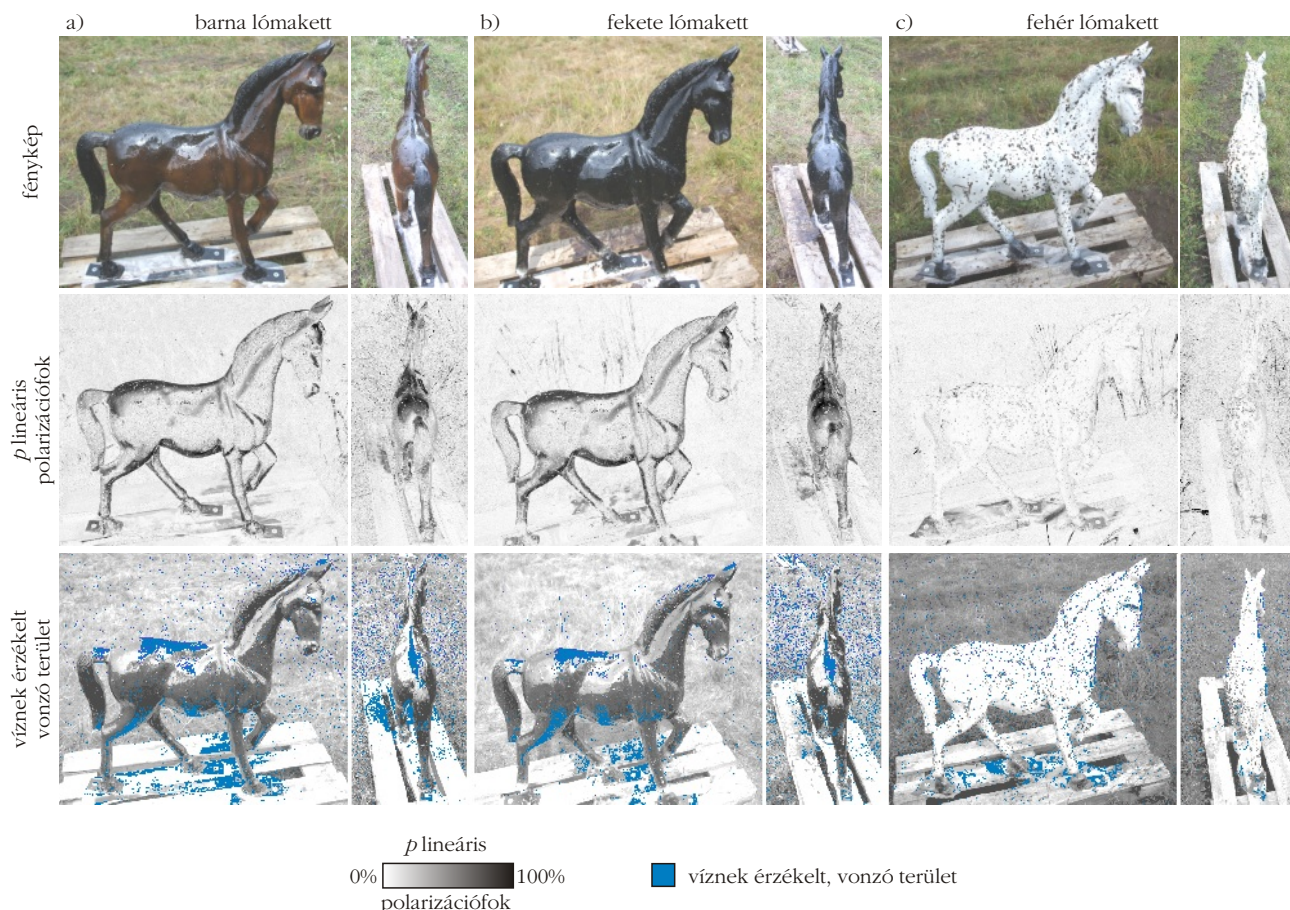 a) barna lómakett
b) fekete lómakett
c) fehér lómakett
fénykép
p lineáris
polarizációfok
víznek érzékelt
vonzó terület
p lineáris
0% 100%
polarizációfok
víznek érzékelt, vonzó terület